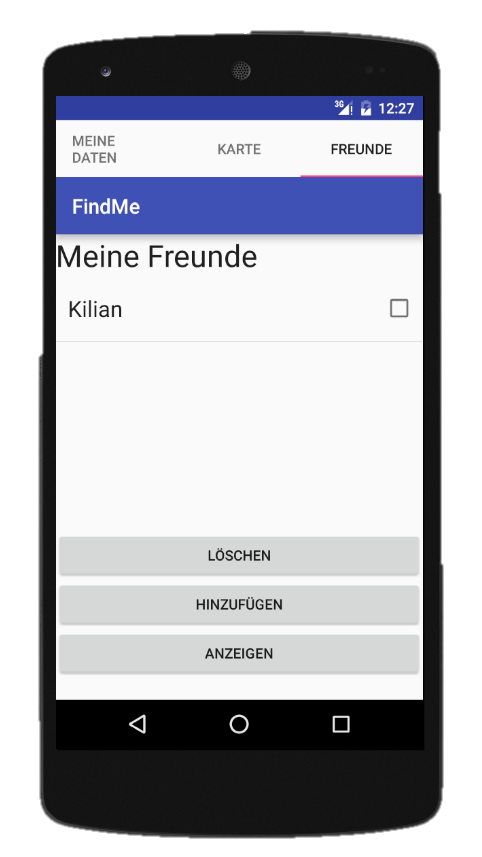 3G 12:27
MEINE
DATEN
KARTE
FREUNDE
FindMe
Meine Freunde
Kilian
LÖSCHEN
HINZUFÜGEN
ANZEIGEN